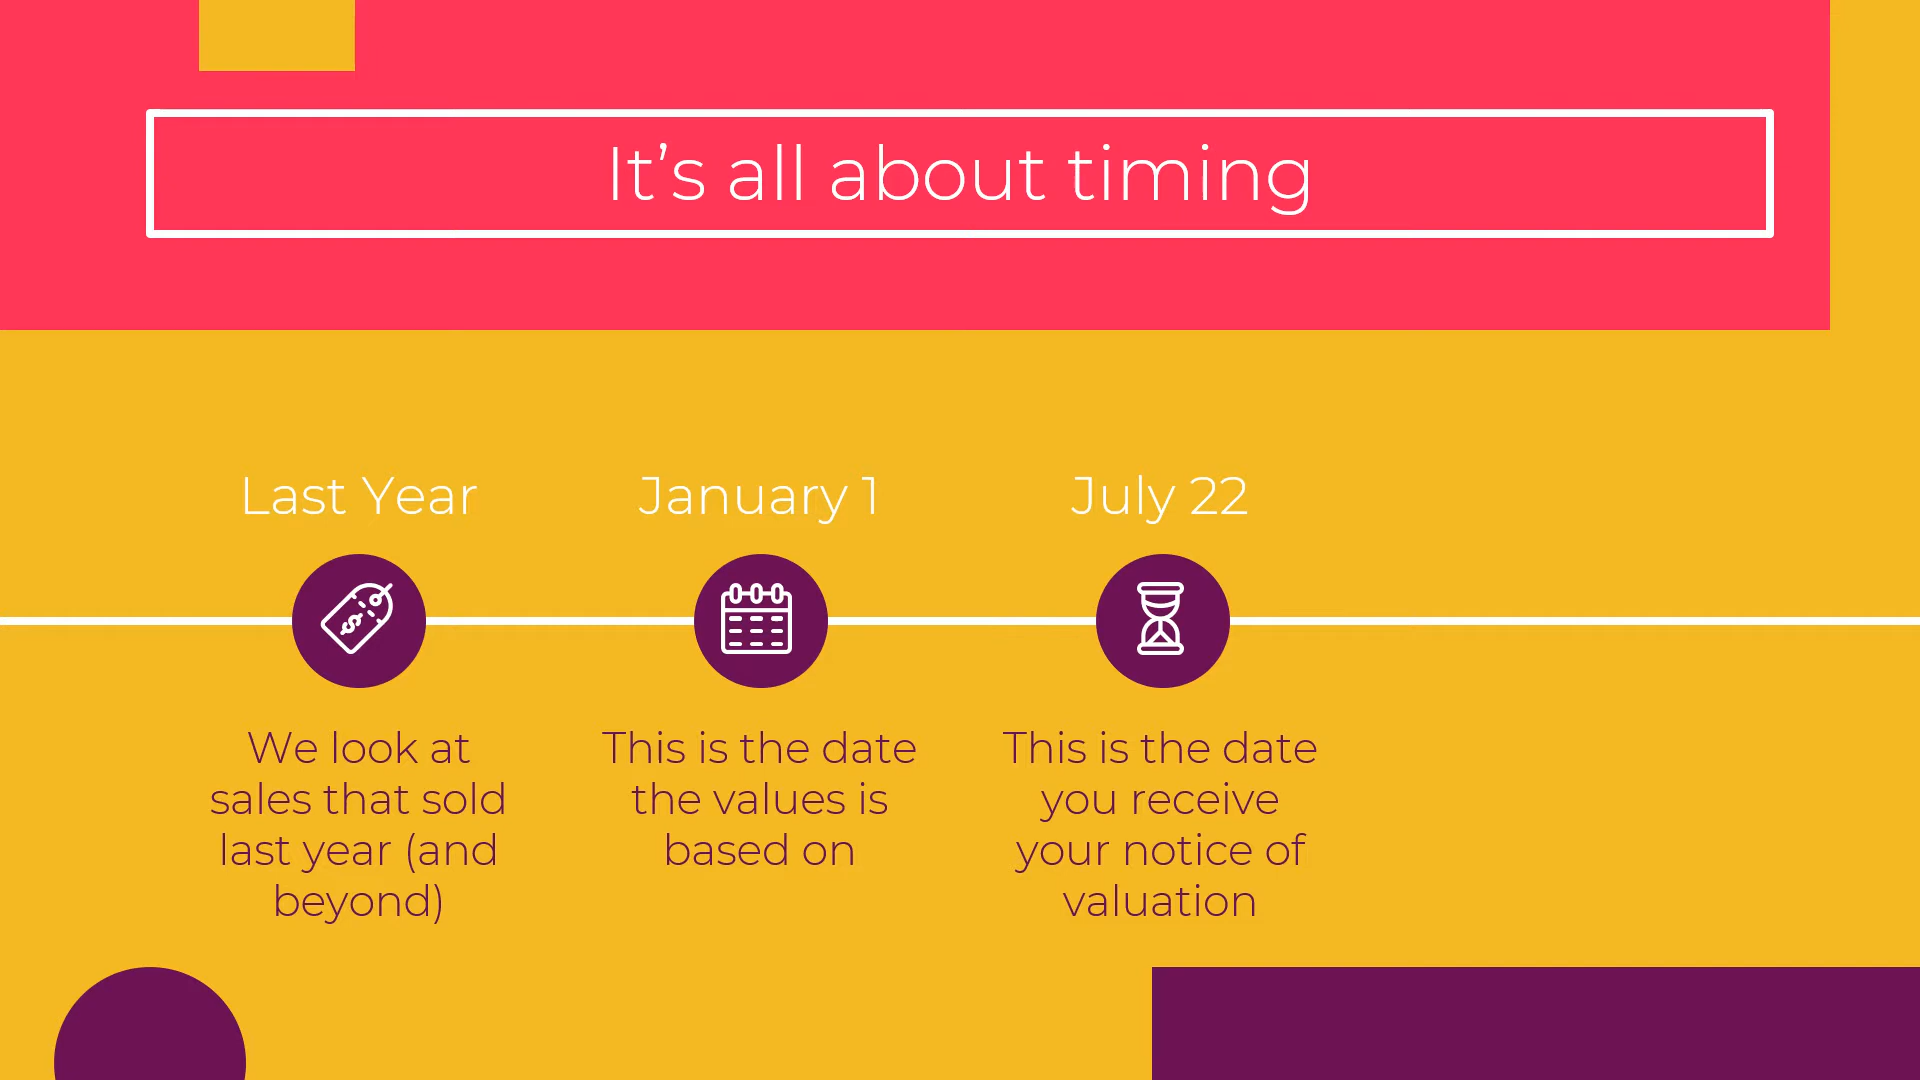 It’s all about timing
Last Year
We look at
sales that sold
last year (and
beyond)
January 1
This is the date
the values is
based on
July 22
This is the date
you receive
your notice of
valuation